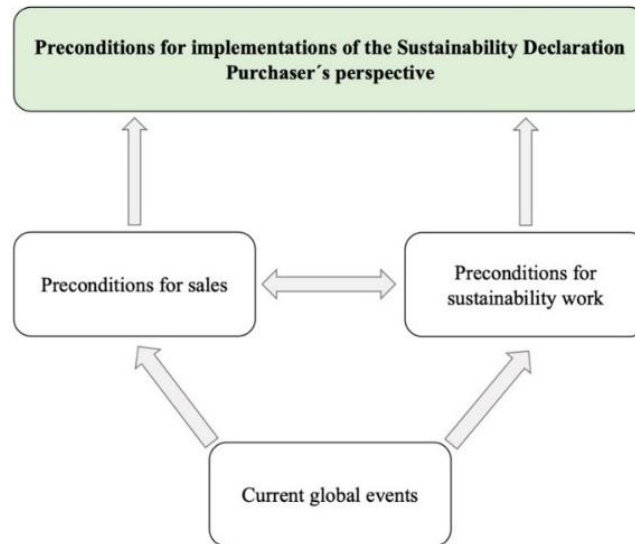 Preconditions for implementations of the Sustainability Declaration
Purchaser´s perspective
Preconditions for sales
Preconditions for
sustainability work
Current global events